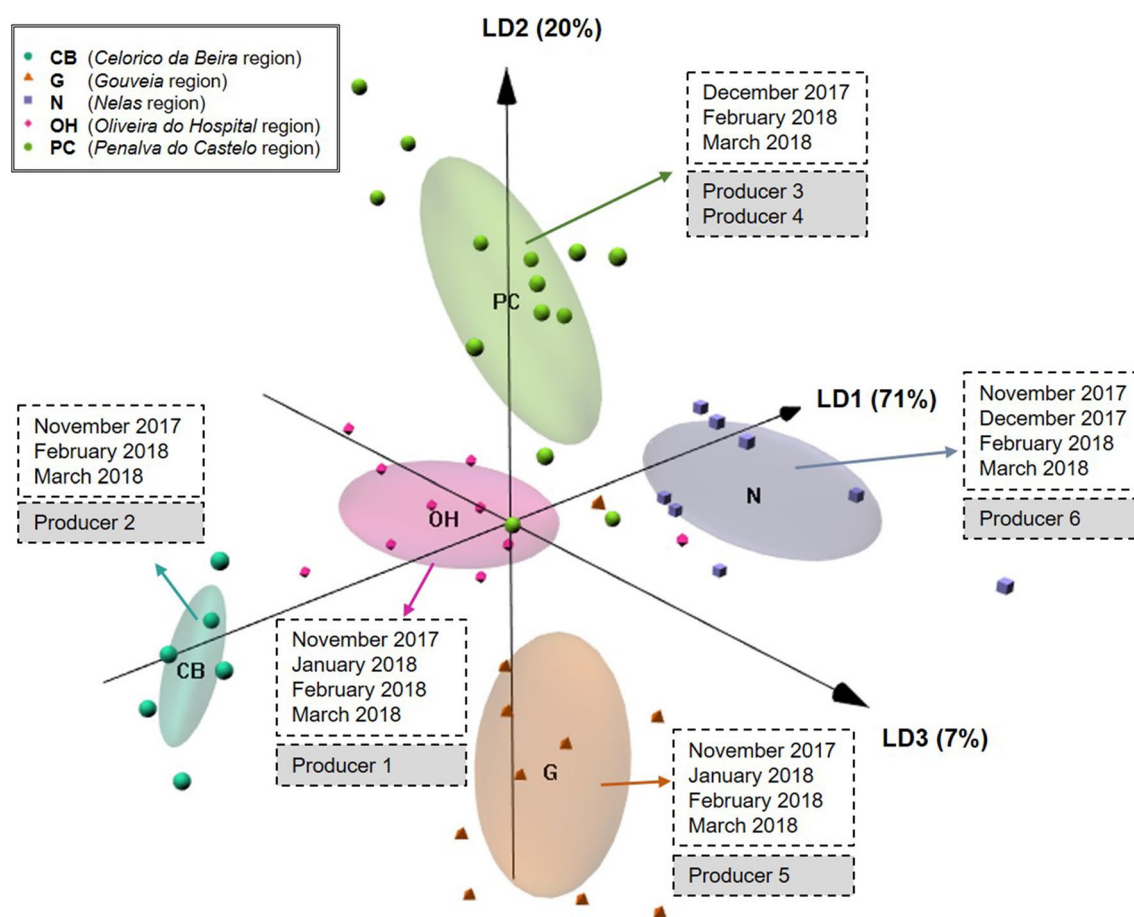 LD2 (20%)
CB (Celorico da Beira region)
G (Gouveia region)
N (Nelas region)
OH (Oliveira do Hospital region)
PC (Penalva do Castelo region)
December 2017
February 2018
March 2018
Producer 3
Producer 4
PC
LD1 (71%)
November 2017
December 2017
February 2018
March 2018
Producer 6
N
November 2017
February 2018
March 2018
Producer 2
OH
CB
November 2017
January 2018
February 2018
March 2018
Producer 1
LD3 (7%)
G
November 2017
January 2018
February 2018
March 2018
Producer 5